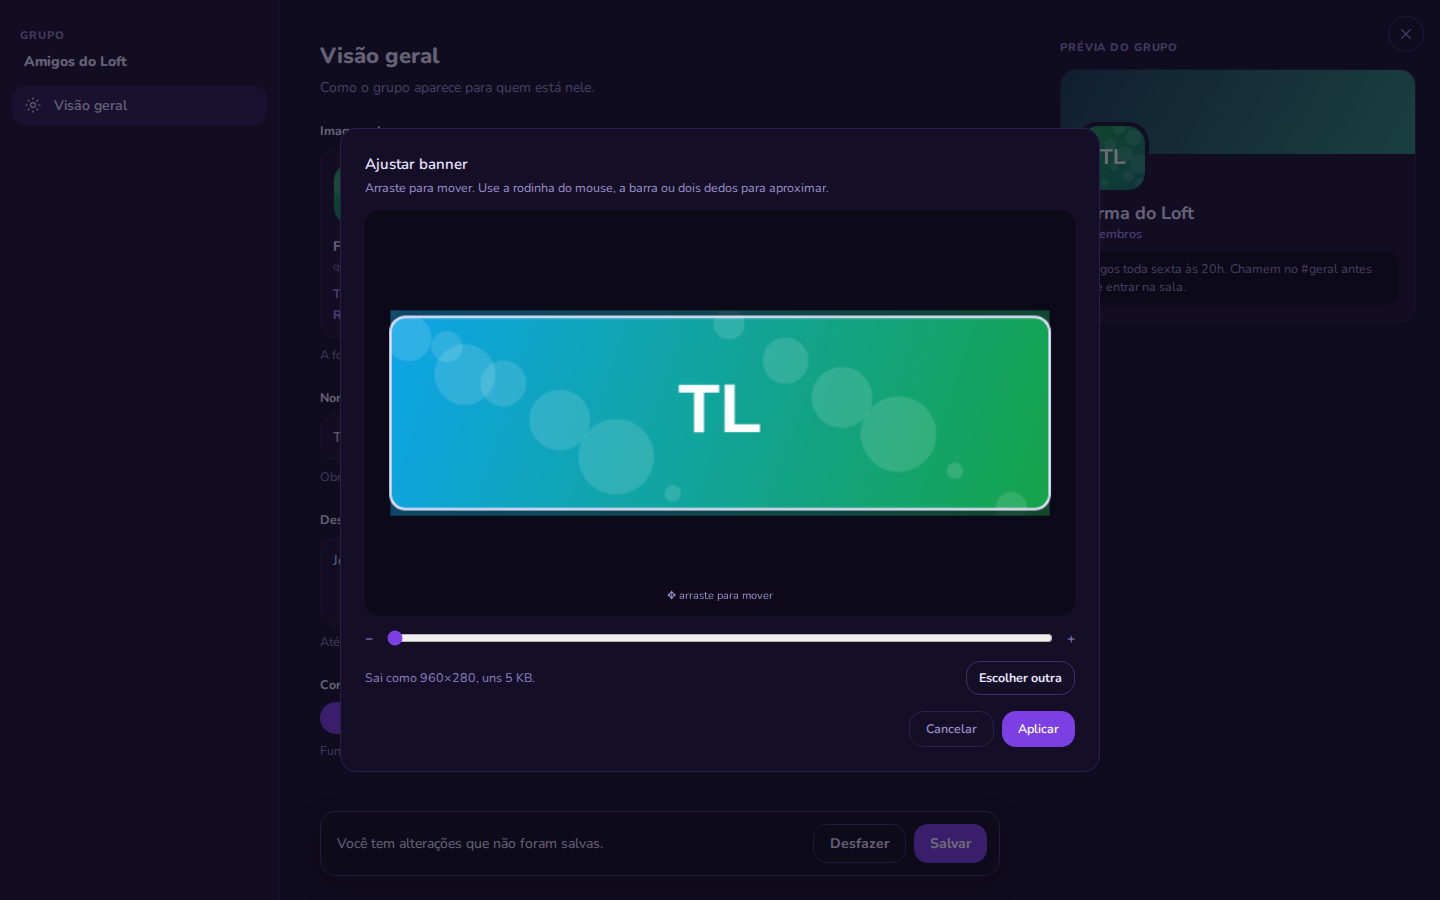 GRUPO
Amigos do Loft
Visão geral
Visão geral
Como o grupo aparece para quem está nele.
PRÉVIA DO GRUPO
TL
do Loft
toda sexta às 20h. Chamem no #geral antes
entrar na sala.
Ajustar banner
Arraste para mover. Use a rodinha do mouse, a barra ou dois dedos para aproximar.
TL
✥ arraste para mover
− +
Sai como 960×280, uns 5 KB.
Escolher outra
Cancelar
Aplicar
Você tem alterações que não foram salvas.
Desfazer
Salvar